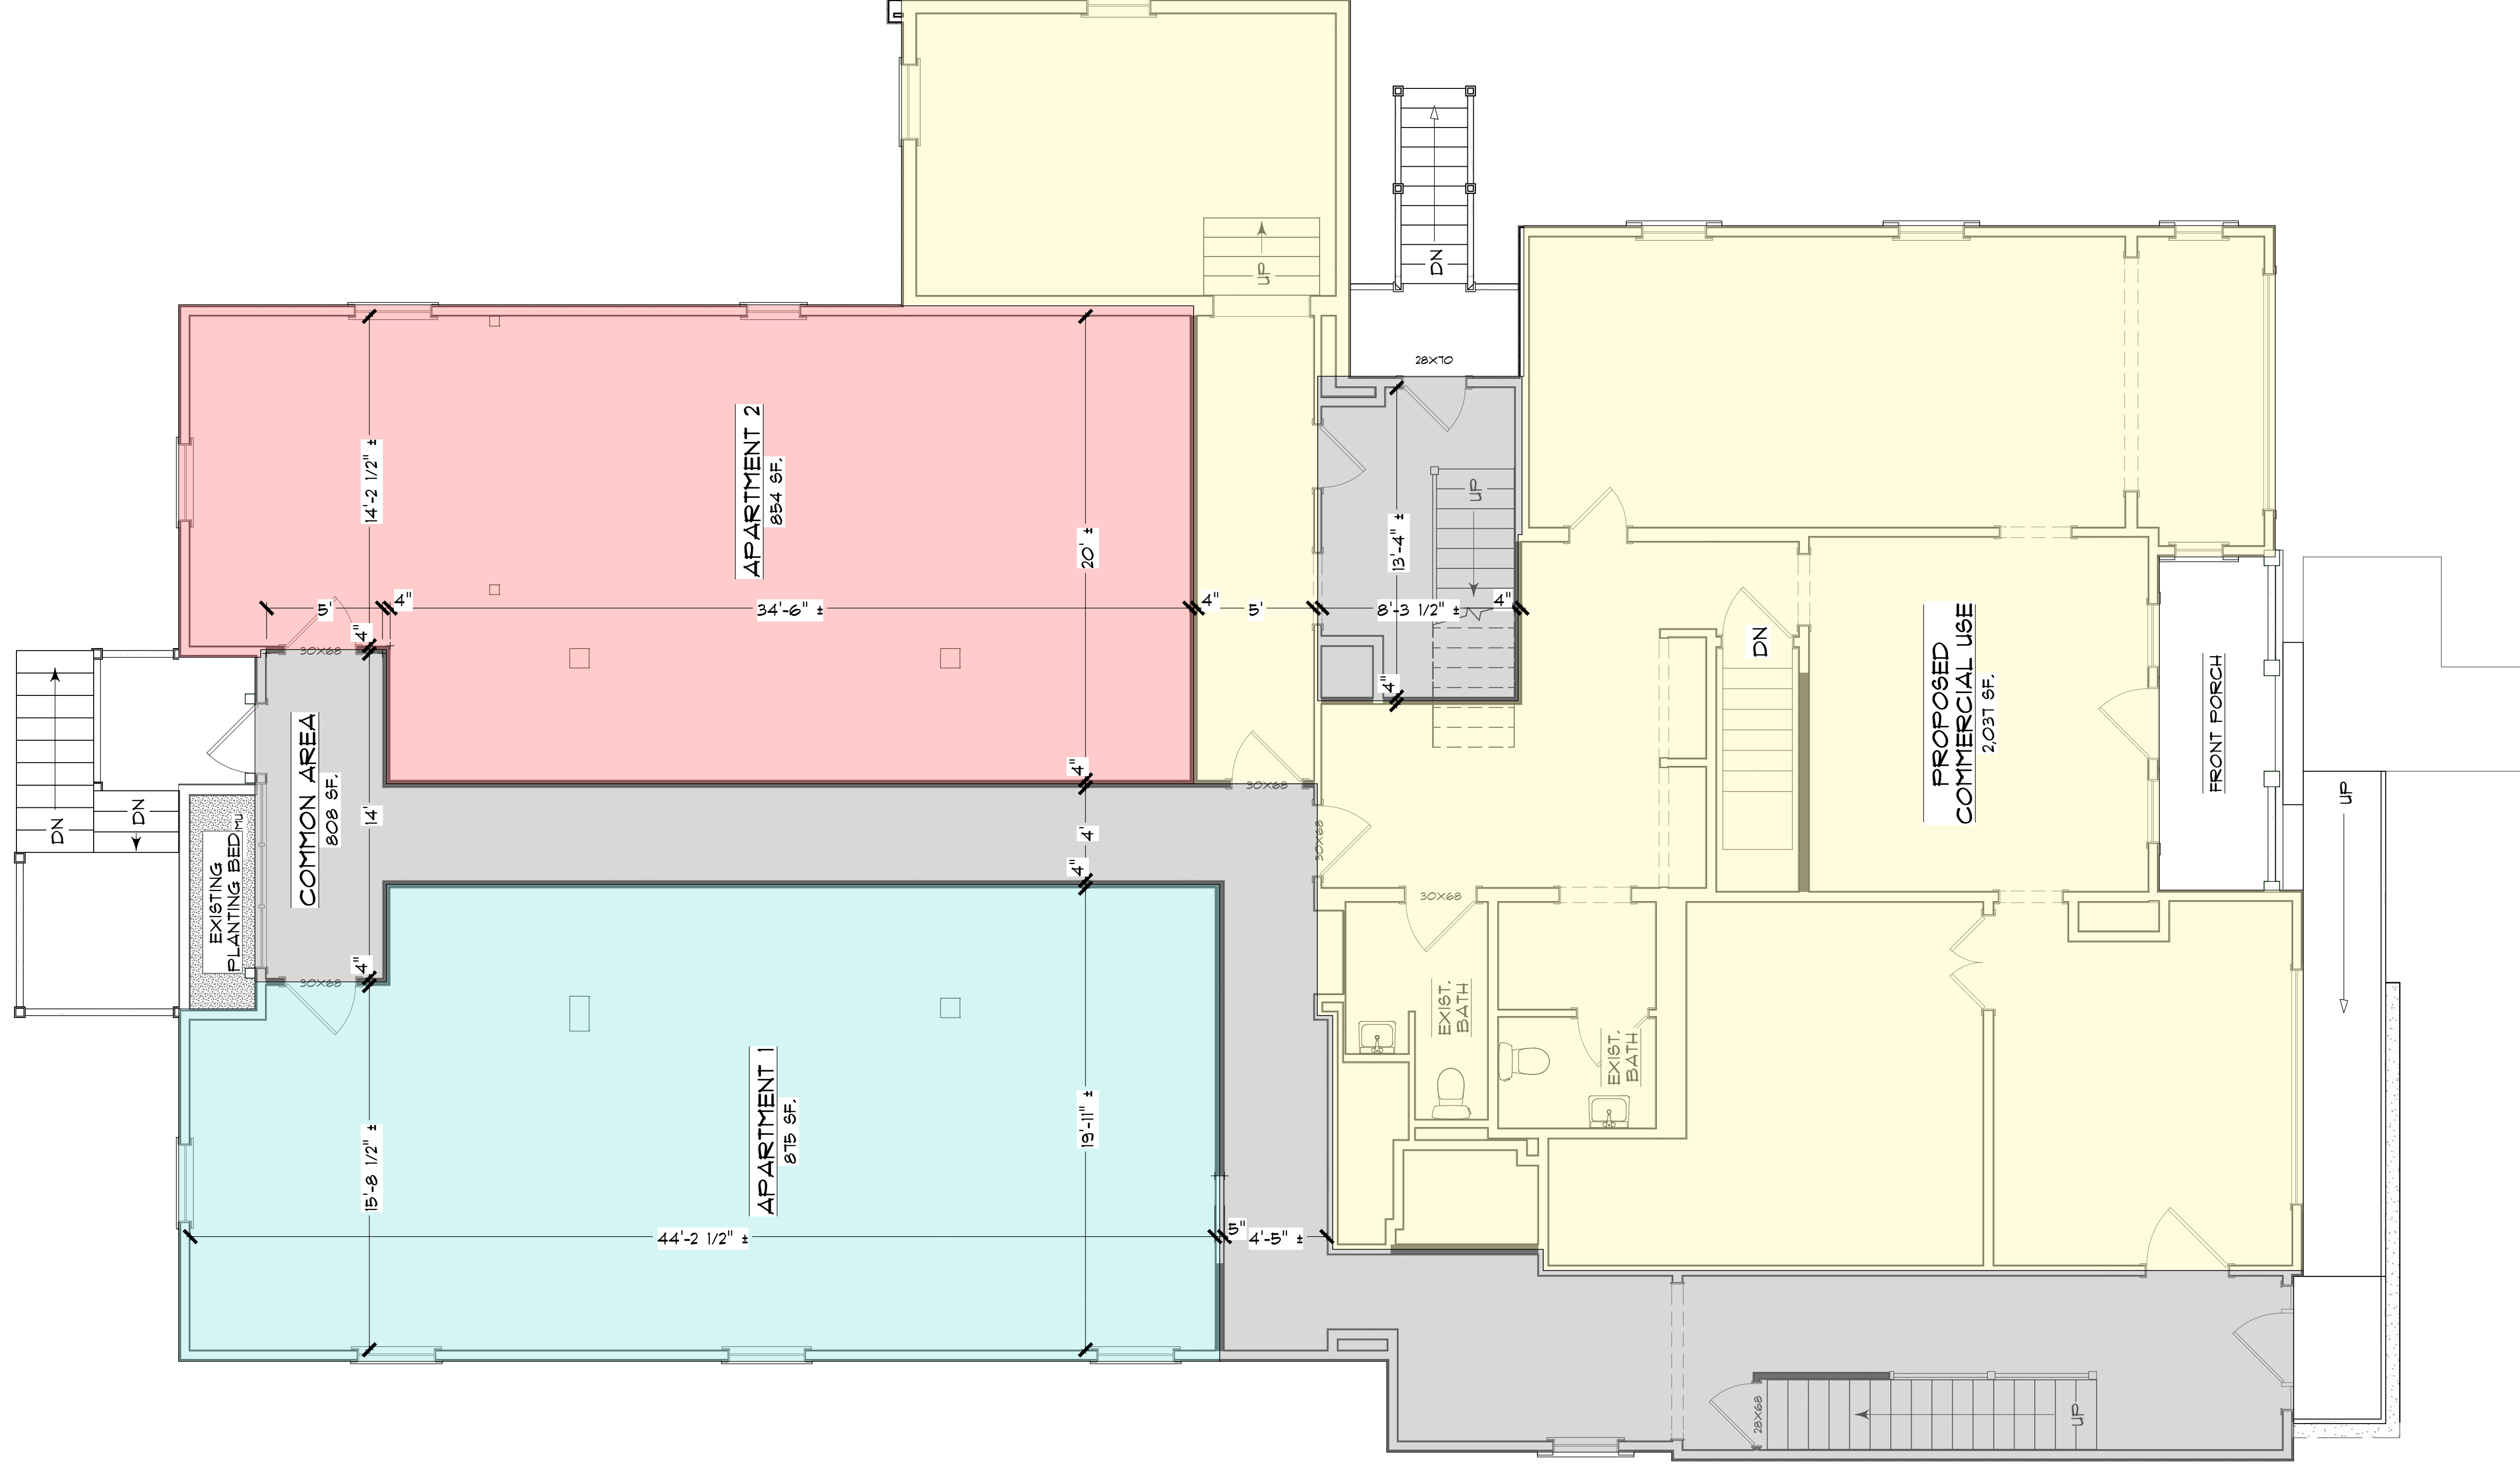 UP
DN
28X70
14'-2 1/2" ±
APARTMENT 2
854 SF.
20' ±
13'-4" ±
UP
5'
4"
34'-6" ±
4"
5'
8'-3 1/2" ±
4"
4"
30X68
4"
DN
PROPOSED
COMMERCIAL USE
2,037 SF.
FRONT PORCH
DN
DN
COMMON AREA
808 SF.
14'
4"
4'
4"
30X68
30X68
UP
EXISTING
PLANTING BED
Mu
4"
30X68
30X68
EXIST.
BATH
EXIST.
BATH
APARTMENT 1
875 SF.
15'-8 1/2" ±
19'-11" ±
44'-2 1/2" ±
5"
4'-5" ±
28X68
UP